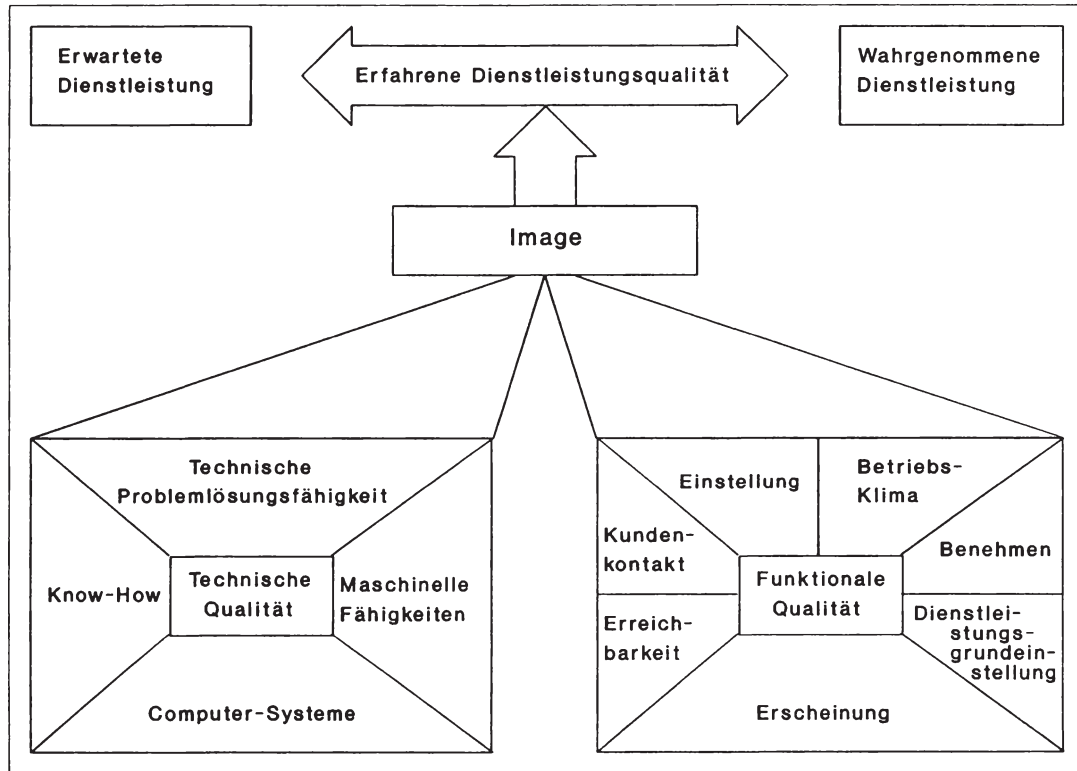 Erwartete
Dienstleistung
Erfahrene Dienstleistungsqualität
Wahrgenommene
Dienstleistung
Image
Technische
Problemlösungsfähigkeit
Know-How
Technische
Qualität
Maschinelle
Fähigkeiten
Computer-Systeme
Einstellung
Betriebs-
Klima
Kunden-
kontakt
Benehmen
Funktionale
Qualität
Erreich-
barkeit
Dienstlei-
stungs-
grundein-
stellung
Erscheinung